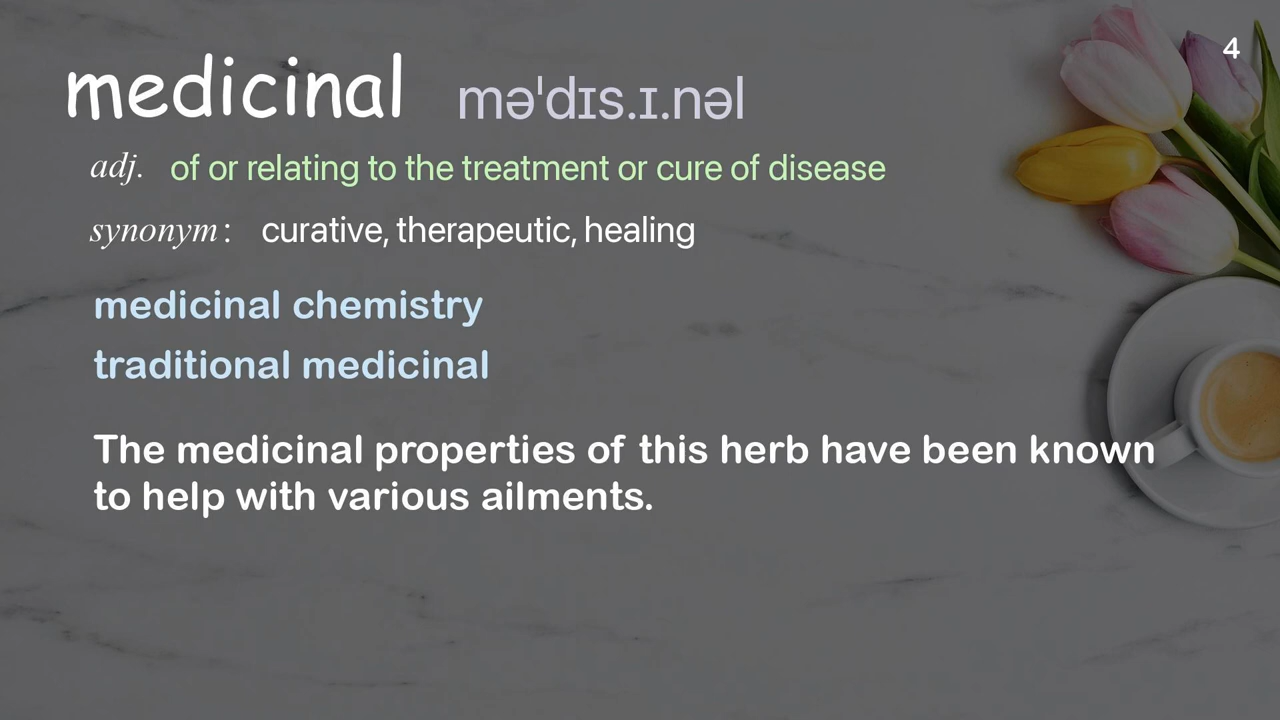 4
medicinal məˈdɪs.ɪ.nəl
adj. of or relating to the treatment or cure of disease
synonym: curative, therapeutic, healing
medicinal chemistry
traditional medicinal
The medicinal properties of this herb have been known
to help with various ailments.